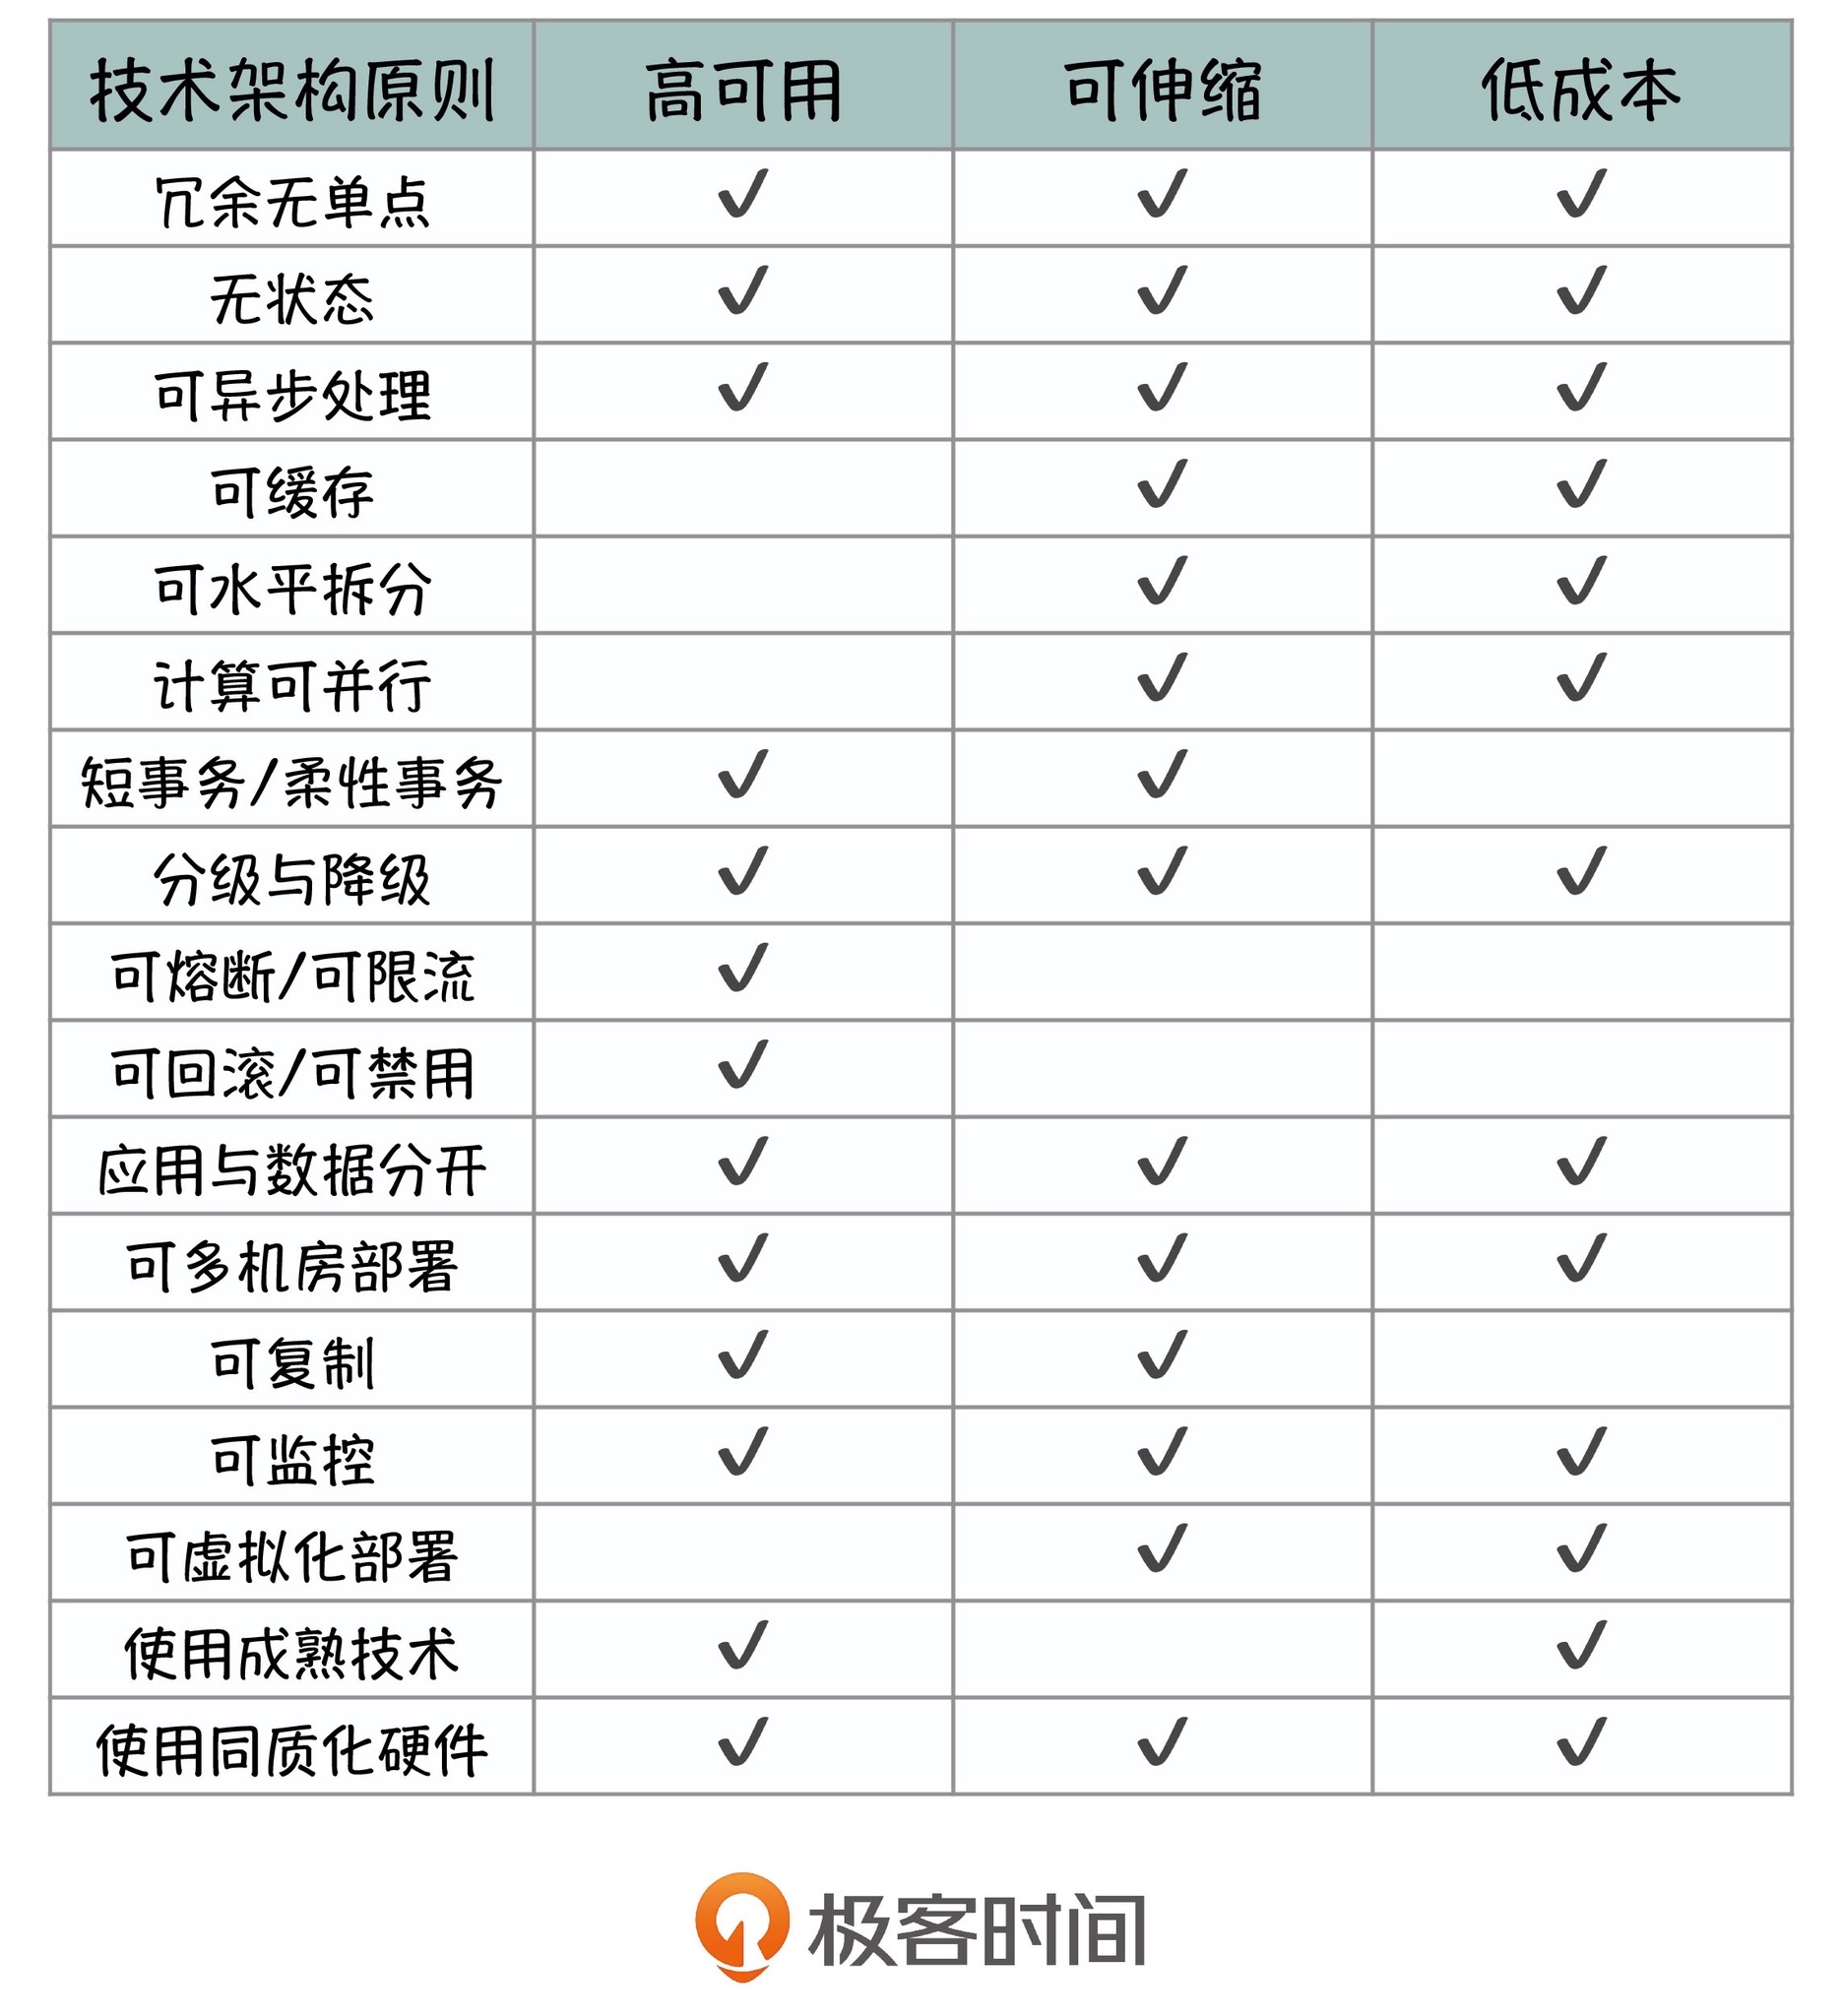 技术架构原则 高可用 可伸缩 低成本
冗余无单点 ✓ ✓ ✓
无状态 ✓ ✓ ✓
可异步处理 ✓ ✓ ✓
可缓存 ✓ ✓
可水平拆分 ✓ ✓
计算可并行 ✓ ✓
短事务/柔性事务 ✓ ✓
分级与降级 ✓ ✓ ✓
可熔断/可限流 ✓
可回滚/可禁用 ✓
应用与数据分开 ✓ ✓ ✓
可多机房部署 ✓ ✓ ✓
可复制 ✓ ✓
可监控 ✓ ✓ ✓
可虚拟化部署 ✓ ✓
使用成熟技术 ✓ ✓
使用同质化硬件 ✓ ✓ ✓
极客时间